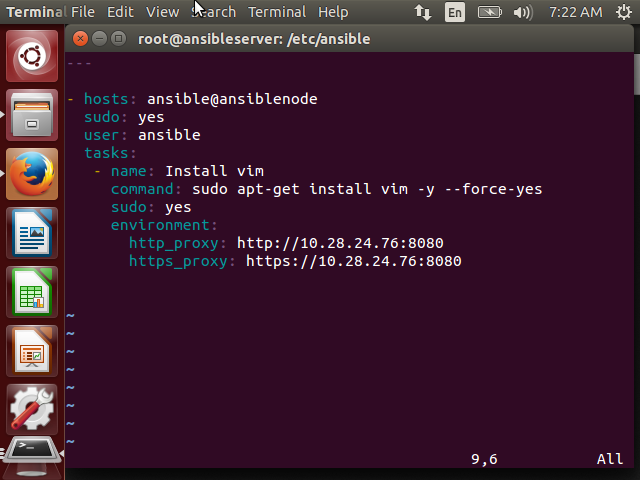 Terminal File Edit View Search Terminal Help En 7:22 AM
root@ansibleserver: /etc/ansible
---
- hosts: ansible@ansiblenode
  sudo: yes
  user: ansible
  tasks:
   - name: Install vim
     command: sudo apt-get install vim -y --force-yes
     sudo: yes
     environment:
       http_proxy: http://10.28.24.76:8080
       https_proxy: https://10.28.24.76:8080
~
~
~
~
~
~
~
~
9,6 All